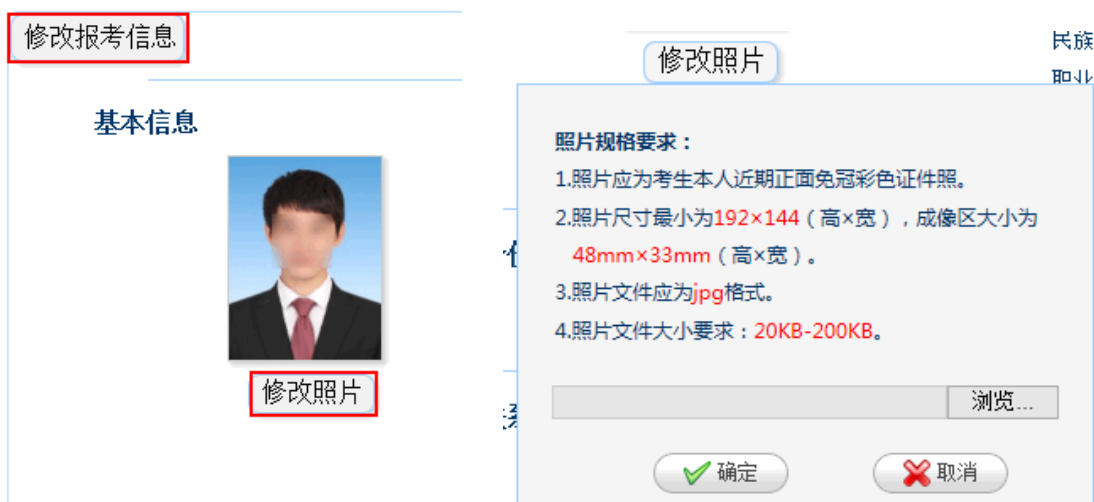 修改报考信息
基本信息
修改照片
修改照片
民族
照片规格要求：
1.照片应为考生本人近期正面免冠彩色证件照。
2.照片尺寸最小为192×144（高×宽），成像区大小为
48mm×33mm（高×宽）。
3.照片文件应为jpg格式。
4.照片文件大小要求：20KB-200KB。
浏览...
确定
取消